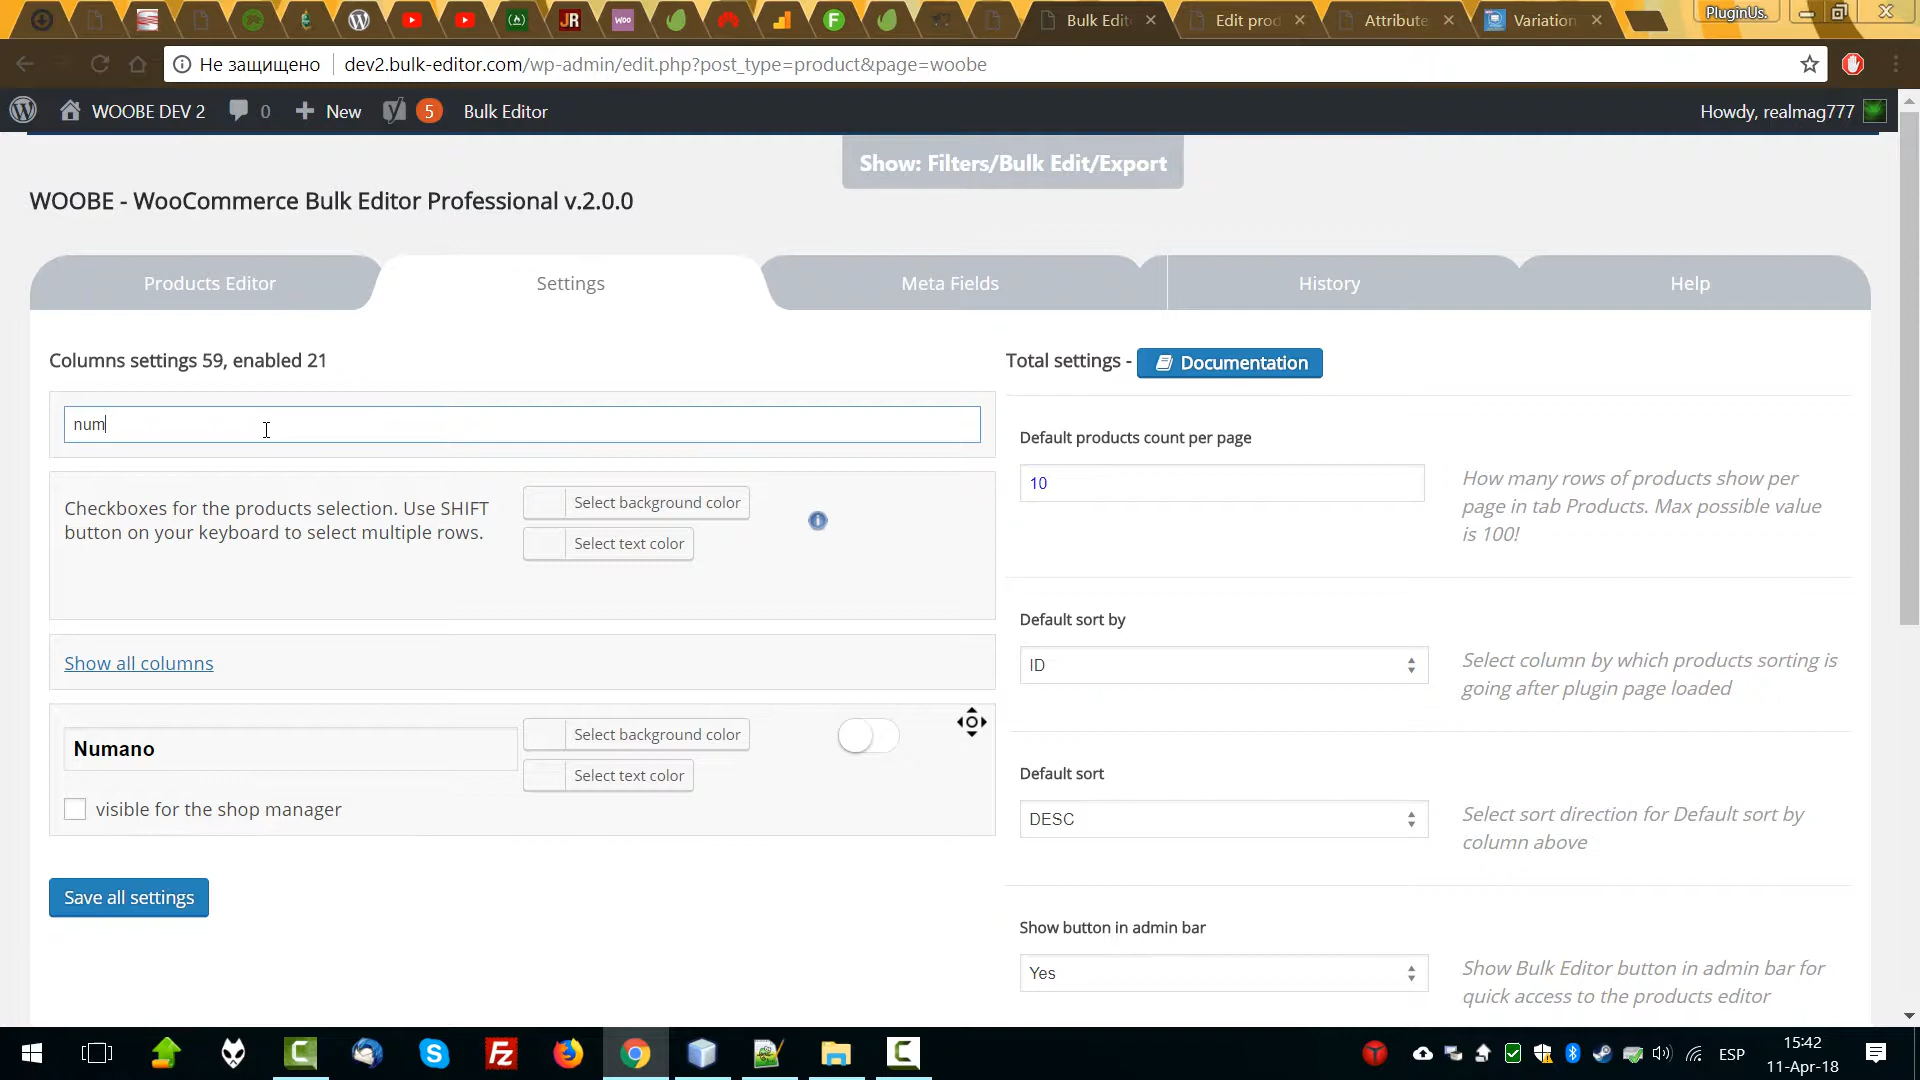 JR
woo
F
Bulk Edit
Edit prod
Attribute
Variation
PluginUs.
Не защищено
dev2.bulk-editor.com/wp-admin/edit.php?post_type=product&page=woobe
WOOBE DEV 2
0
New
5
Bulk Editor
Howdy, realmag777
Show: Filters/Bulk Edit/Export
WOOBE - WooCommerce Bulk Editor Professional v.2.0.0
Products Editor
Settings
Meta Fields
History
Help
Columns settings 59, enabled 21
num
Checkboxes for the products selection. Use SHIFT
button on your keyboard to select multiple rows.
Select background color
Select text color
Show all columns
Numano
Select background color
Select text color
visible for the shop manager
Save all settings
Total settings -
Documentation
Default products count per page
10
How many rows of products show per
page in tab Products. Max possible value
is 100!
Default sort by
ID
Select column by which products sorting is
going after plugin page loaded
Default sort
DESC
Select sort direction for Default sort by
column above
Show button in admin bar
Yes
Show Bulk Editor button in admin bar for
quick access to the products editor
ESP
15:42
11-Apr-18